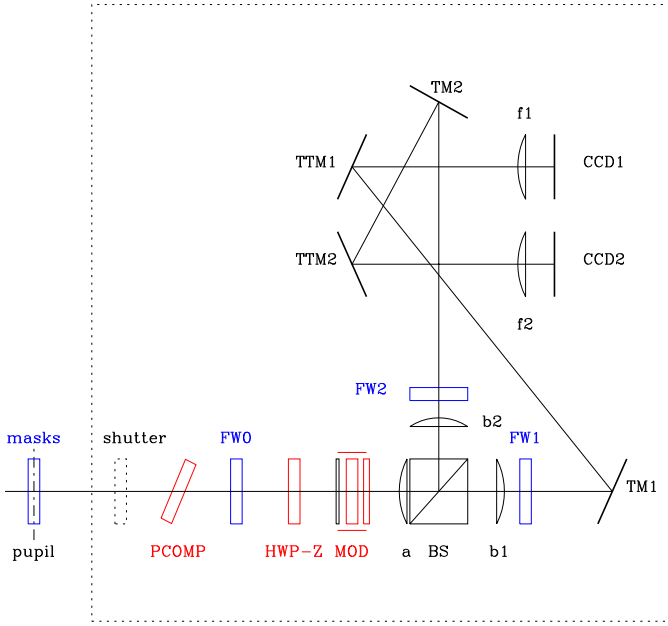 TM2
f1
TTM1
CCD1
TTM2
CCD2
f2
FW2
b2
masks
shutter
FW0
FW1
TM1
pupil
PCOMP
HWP-Z
MOD
a
BS
b1